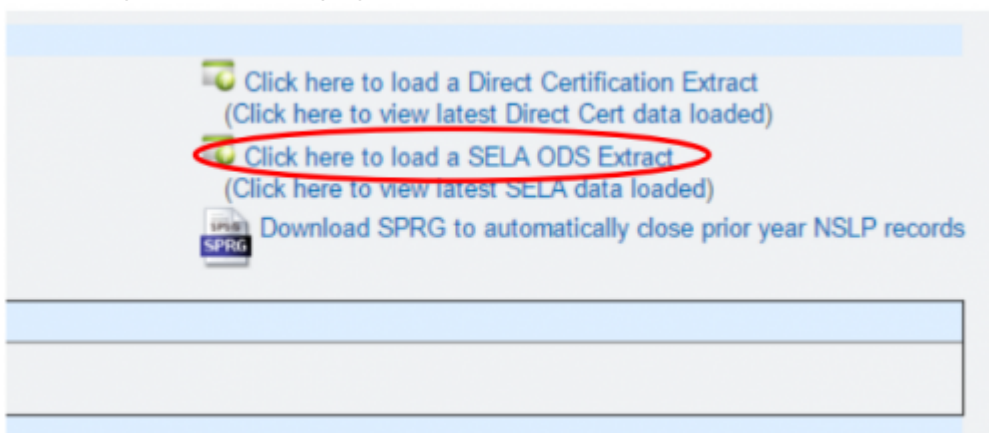 Click here to load a Direct Certification Extract
(Click here to view latest Direct Cert data loaded)
Click here to load a SELA ODS Extract
(Click here to view latest SELA data loaded)
SPRG
SPRG
Download SPRG to automatically close prior year NSLP records